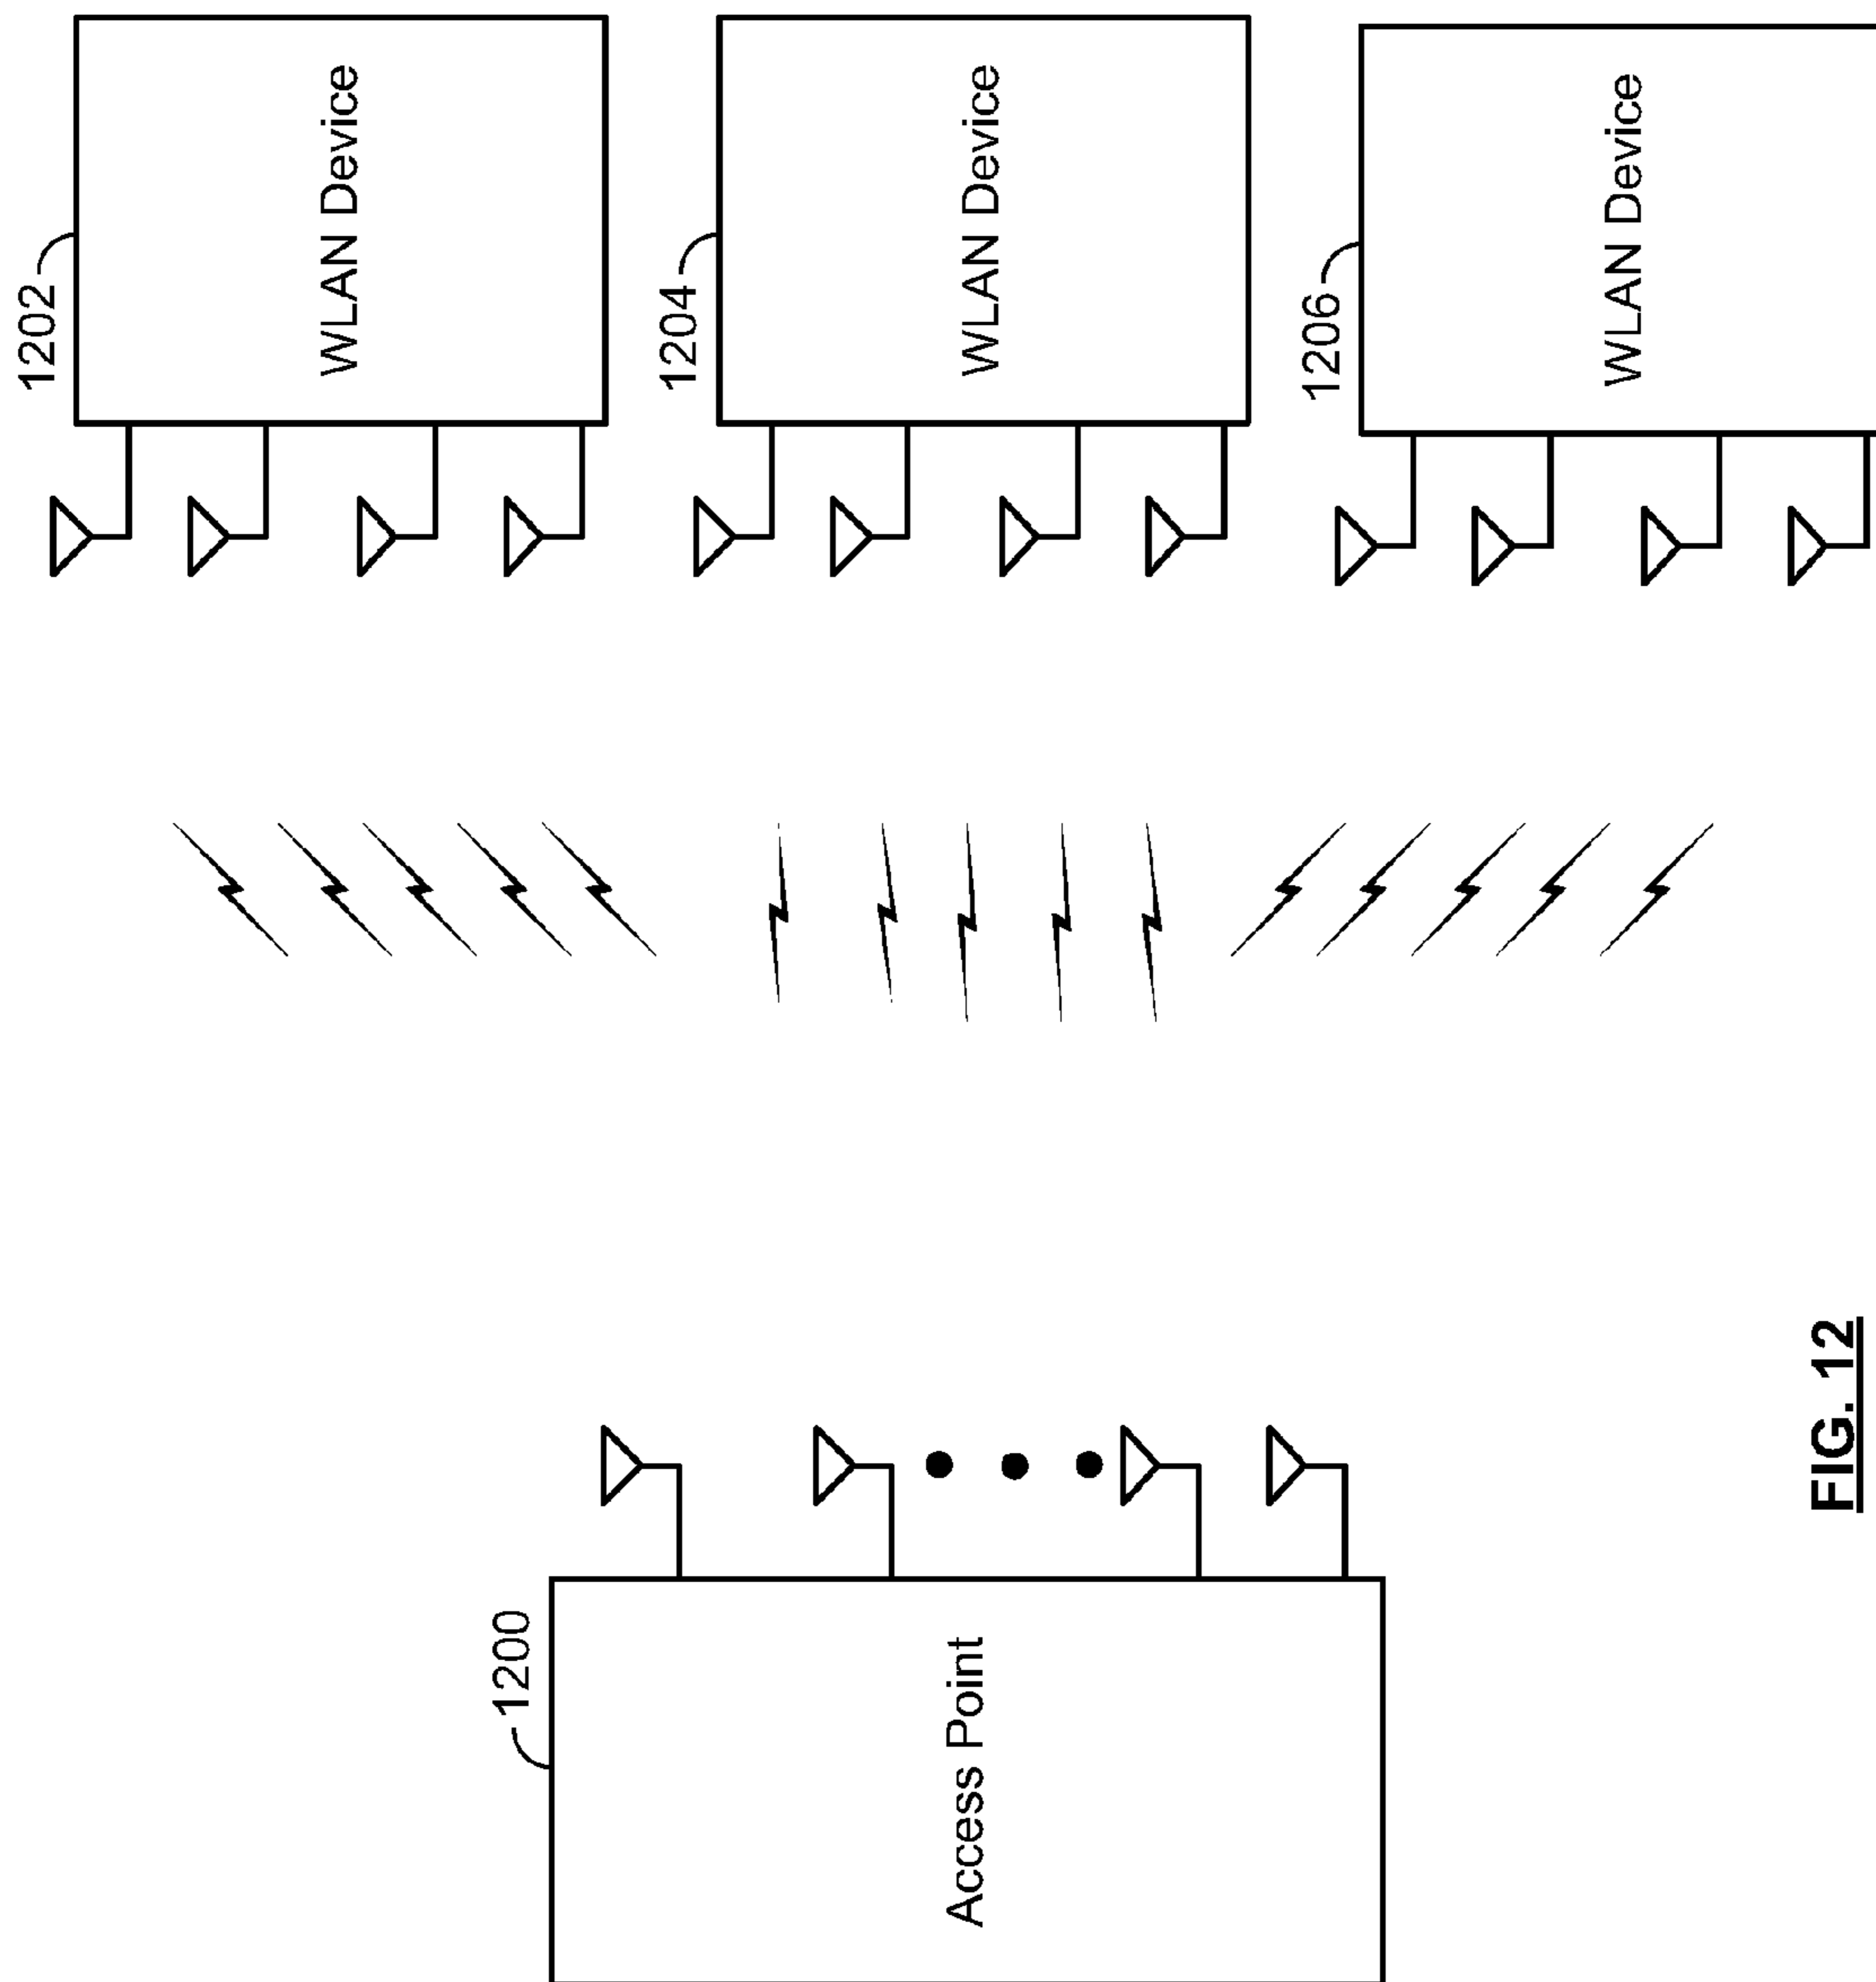 1200
Access Point
1202
WLAN Device
1204
WLAN Device
1206
WLAN Device
FIG. 12